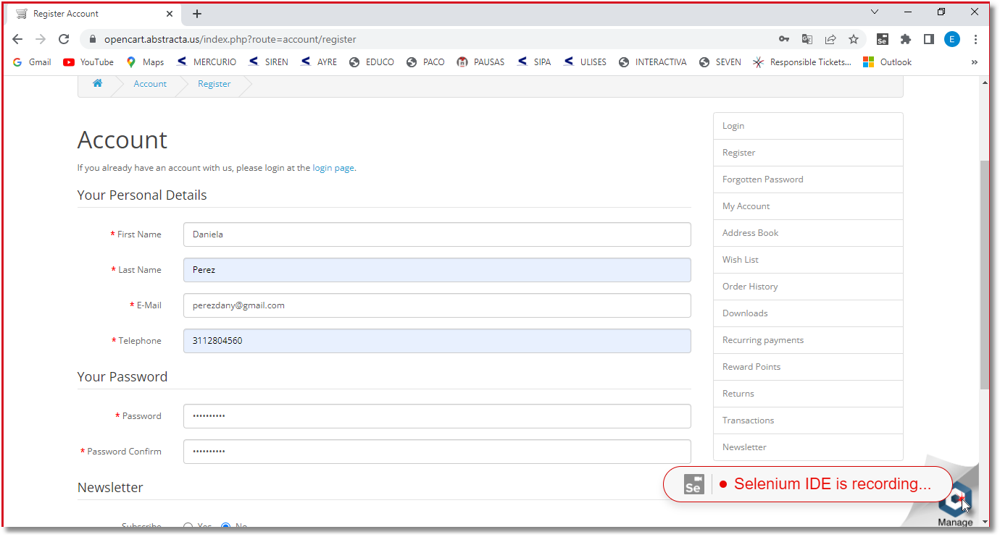 Register Account
opencart.abstracta.us/index.php?route=account/register
Se
E
Gmail YouTube Maps MERCURIO SIREN AYRE EDUCO PACO PAUSAS SIPA ULISES INTERACTIVA SEVEN Responsible Tickets... Outlook »
Account Register
Account
If you already have an account with us, please login at the login page.
Your Personal Details
* First Name Daniela
* Last Name Perez
* E-Mail perezdany@gmail.com
* Telephone 3112804560
Your Password
* Password ••••••••••
* Password Confirm ••••••••••
Newsletter
Subscribe Yes No
Login
Register
Forgotten Password
My Account
Address Book
Wish List
Order History
Downloads
Recurring payments
Reward Points
Returns
Transactions
Newsletter
Se Selenium IDE is recording...
Manage